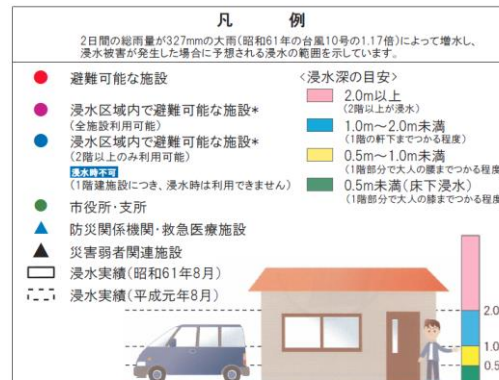 凡　例
2日間の総雨量が327mmの大雨(昭和61年の台風10号の1.17倍)によって増水し、
浸水被害が発生した場合に予想される浸水の範囲を示しています。
避難可能な施設
浸水区域内で避難可能な施設*
(全施設利用可能)
浸水区域内で避難可能な施設*
(2階以上のみ利用可能)
浸水時不可
(1階建施設につき、浸水時は利用できません)
市役所・支所
防災関係機関・救急医療施設
災害弱者関連施設
浸水実績(昭和61年8月)
浸水実績(平成元年8月)
<浸水深の目安>
2.0m以上
(2階以上が浸水)
1.0m～2.0m未満
(1階の軒下までつかる程度)
0.5m～1.0m未満
(1階部分で大人の腰までつかる程度)
0.5m未満(床下浸水)
(1階部分で大人の膝までつかる程度)
2.0
1.0
0.5